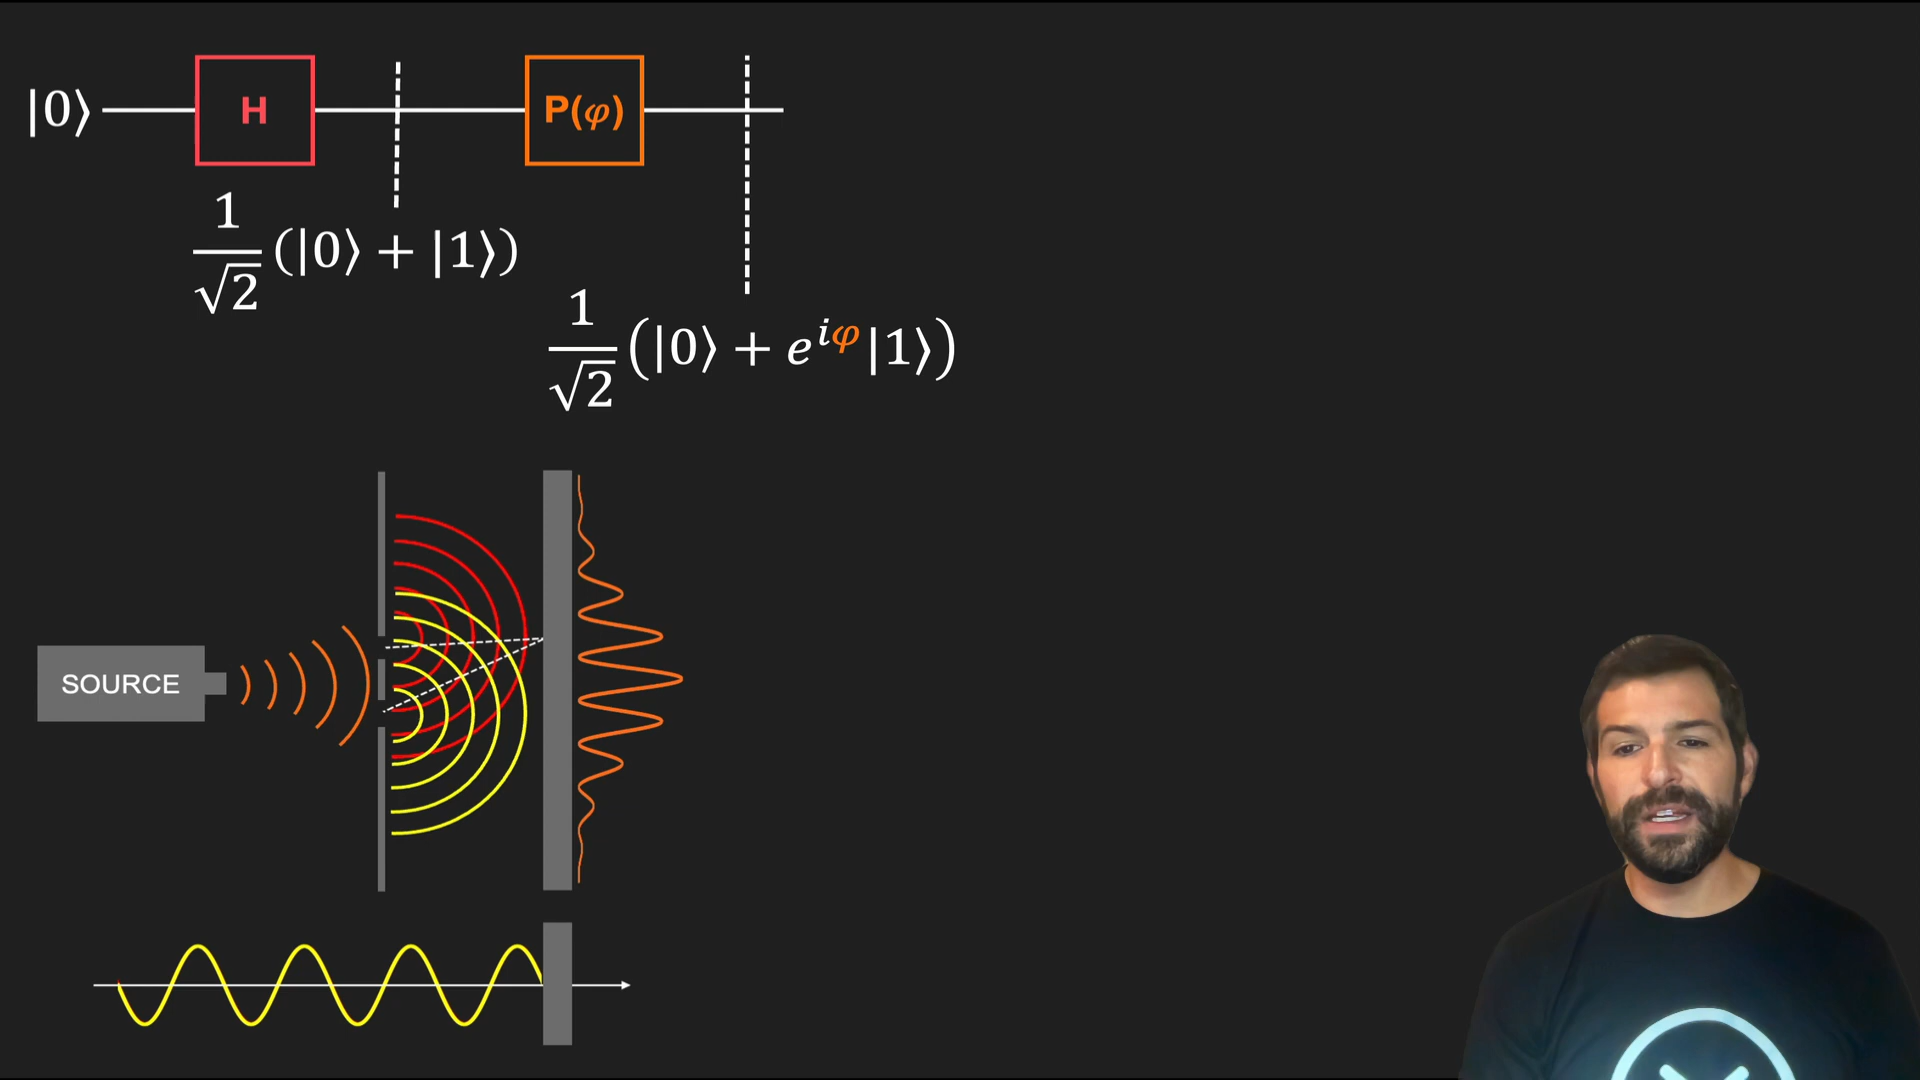 |0⟩ H P(φ)
1/√2 (|0⟩ + |1⟩)
1/√2 (|0⟩ + e^{iφ}|1⟩)
SOURCE